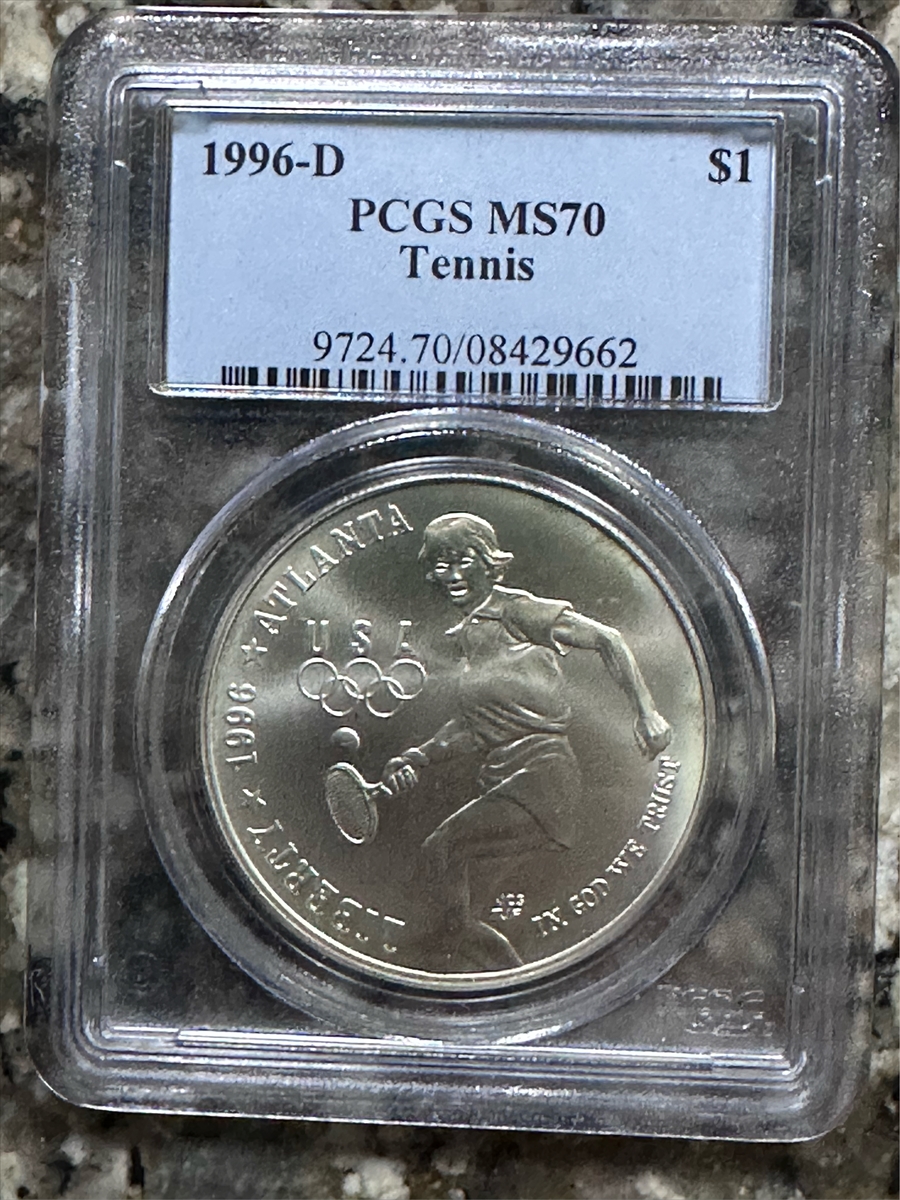 1996-D $1
PCGS MS70
Tennis
9724.70/08429662
LIBERTY ★ 1996 ★ ATLANTA
USA
IN GOD WE TRUST